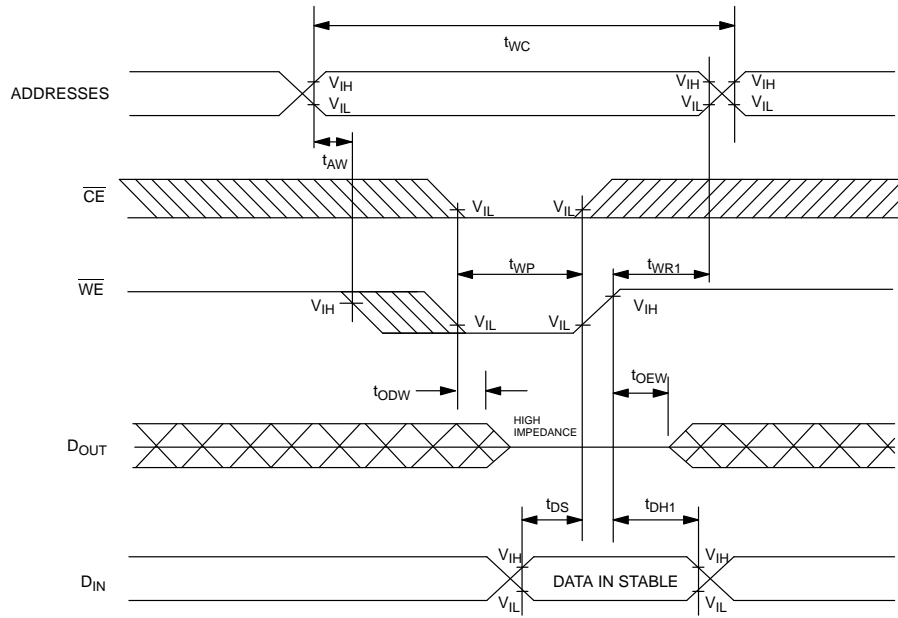 tWC
ADDRESSES
VIH VIH VIH
VIL VIL VIL
tAW
CE
VIL VIL
tWP tWR1
WE
VIH VIH
VIL VIL
tODW tOEW
HIGH
IMPEDANCE
DOUT
tDS tDH1
VIH VIH
DIN DATA IN STABLE
VIL VIL